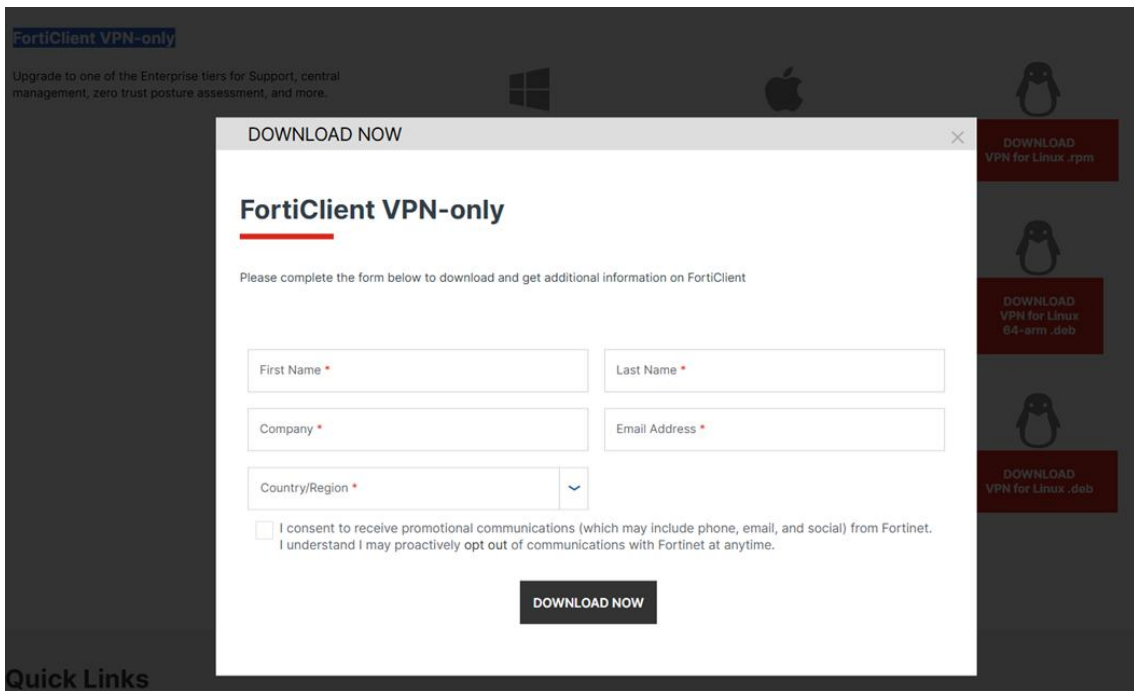 FortiClient VPN-only
Upgrade to one of the Enterprise tiers for Support, central
management, zero trust posture assessment, and more.
DOWNLOAD
VPN for Linux .rpm
DOWNLOAD NOW
FortiClient VPN-only
Please complete the form below to download and get additional information on FortiClient
First Name *
Last Name *
Company *
Email Address *
Country/Region *
I consent to receive promotional communications (which may include phone, email, and social) from Fortinet.
I understand I may proactively opt out of communications with Fortinet at anytime.
DOWNLOAD NOW
DOWNLOAD
VPN for Linux
64-arm .deb
DOWNLOAD
VPN for Linux .deb
Quick Links